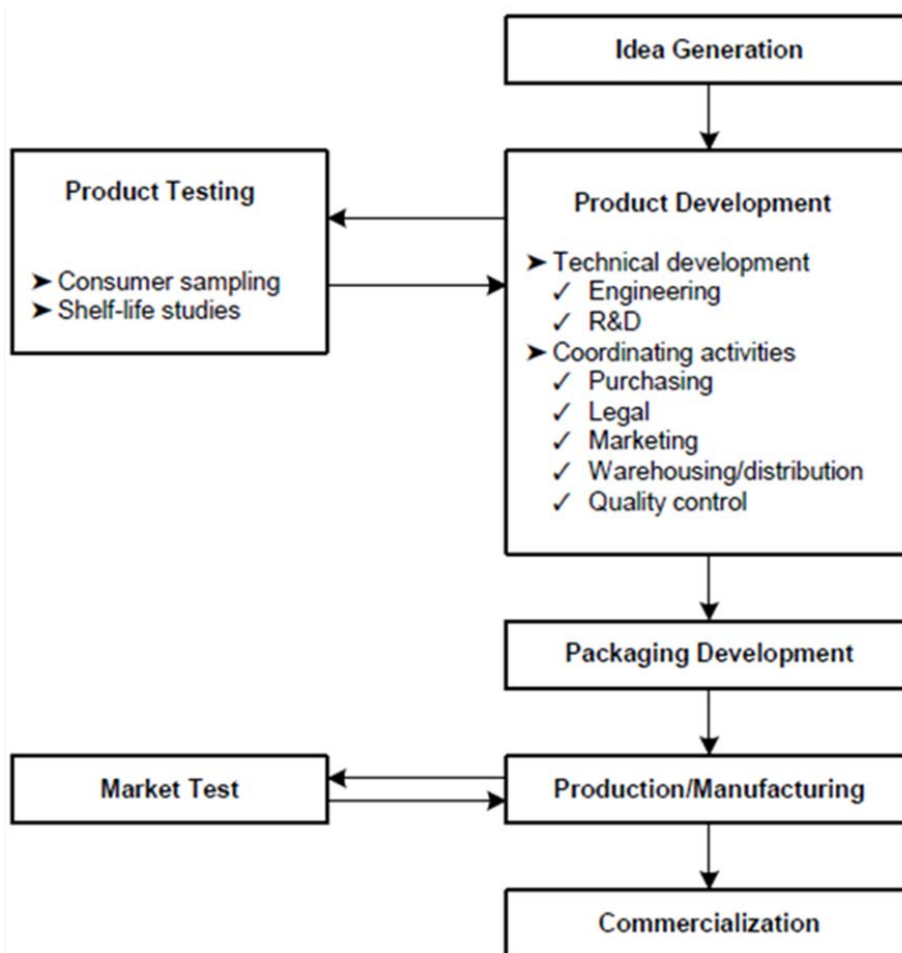 Idea Generation
Product Testing
➤ Consumer sampling
➤ Shelf-life studies
Product Development
➤ Technical development
✓ Engineering
✓ R&D
➤ Coordinating activities
✓ Purchasing
✓ Legal
✓ Marketing
✓ Warehousing/distribution
✓ Quality control
Packaging Development
Market Test
Production/Manufacturing
Commercialization